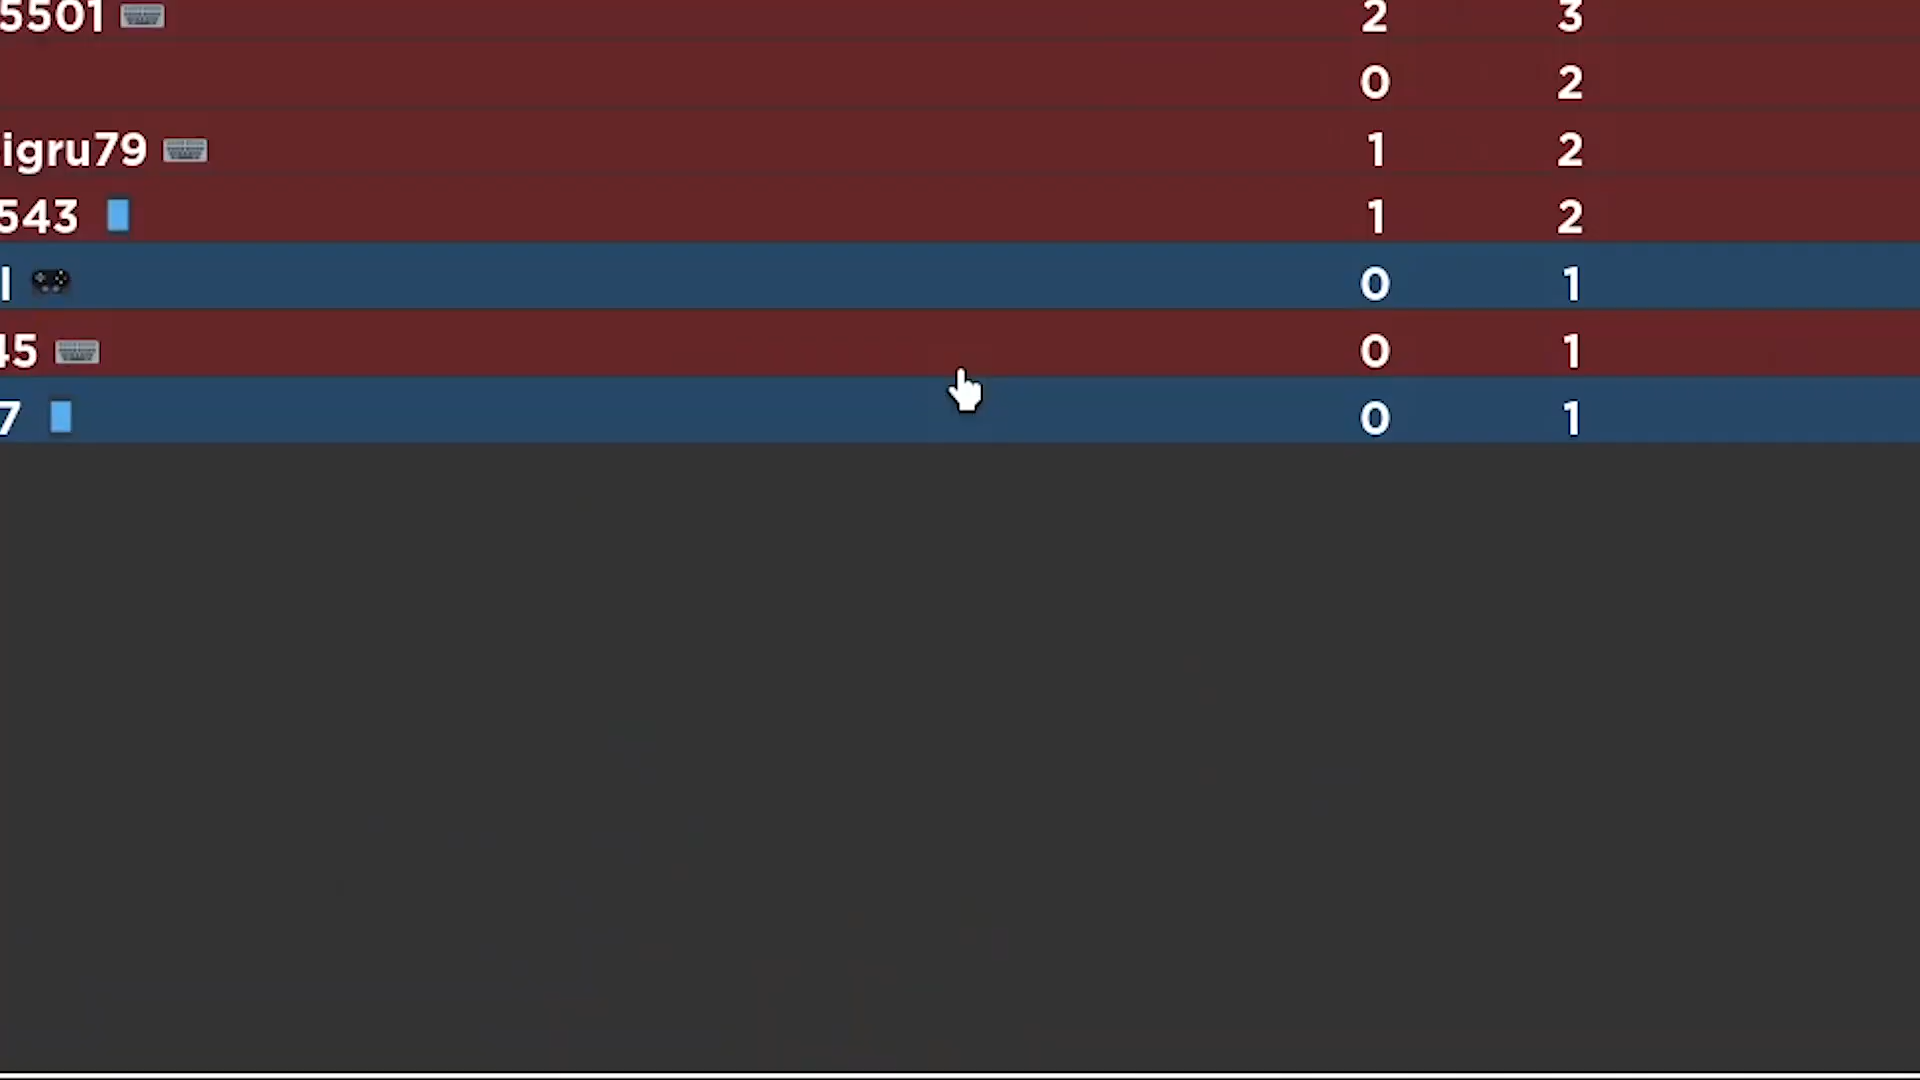 5501 2 3
0 2
igru79 1 2
543 1 2
l 0 1
45 0 1
7 0 1